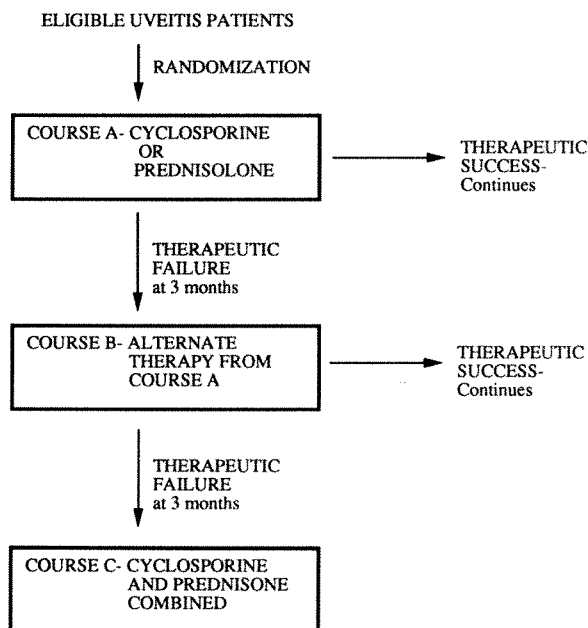 ELIGIBLE UVEITIS PATIENTS
RANDOMIZATION
COURSE A- CYCLOSPORINE
OR
PREDNISOLONE
THERAPEUTIC
SUCCESS-
Continues
THERAPEUTIC
FAILURE
at 3 months
COURSE B- ALTERNATE
THERAPY FROM
COURSE A
THERAPEUTIC
SUCCESS-
Continues
THERAPEUTIC
FAILURE
at 3 months
COURSE C- CYCLOSPORINE
AND PREDNISONE
COMBINED